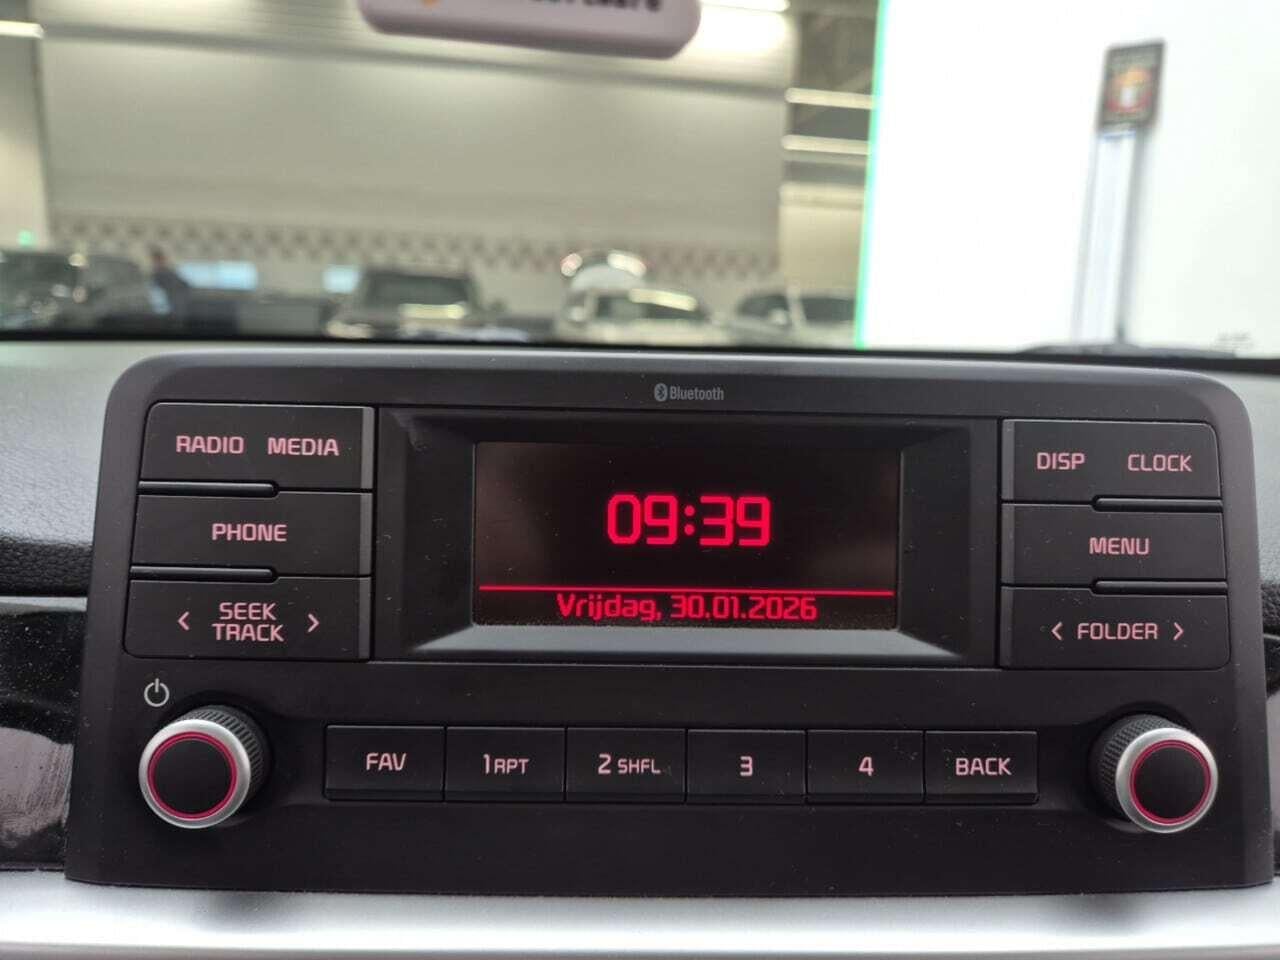 Bluetooth
RADIO MEDIA
DISP CLOCK
PHONE
09:39
MENU
< SEEK TRACK >
Vrijdag, 30.01.2026
< FOLDER >
FAV
1 RPT
2 SHFL
3
4
BACK